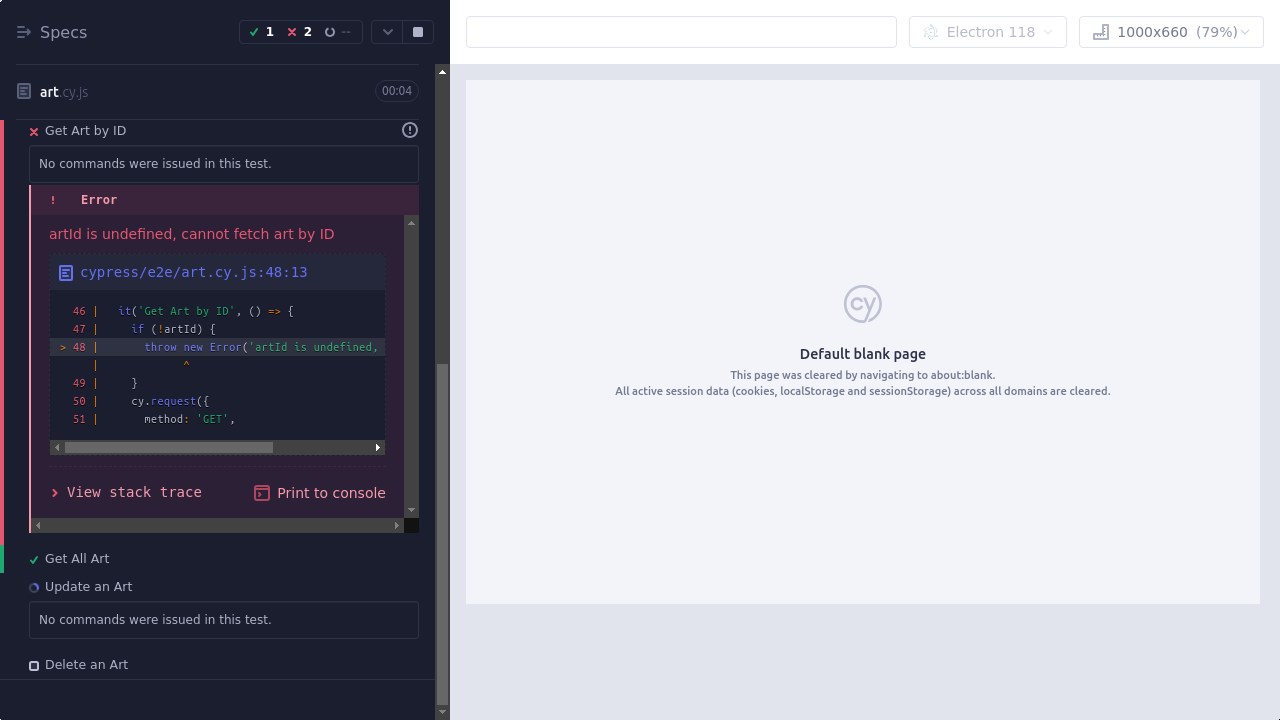 Specs
1 2 --
Electron 118
1000x660 (79%)
art.cy.js
00:04
Get Art by ID
No commands were issued in this test.
! Error
artId is undefined, cannot fetch art by ID
cypress/e2e/art.cy.js:48:13
46 | it('Get Art by ID', () => {
47 | if (!artId) {
> 48 | throw new Error('artId is undefined,
| ^
49 | }
50 | cy.request({
51 | method: 'GET',
View stack trace
Print to console
Get All Art
Update an Art
No commands were issued in this test.
Delete an Art
cy
Default blank page
This page was cleared by navigating to about:blank.
All active session data (cookies, localStorage and sessionStorage) across all domains are cleared.